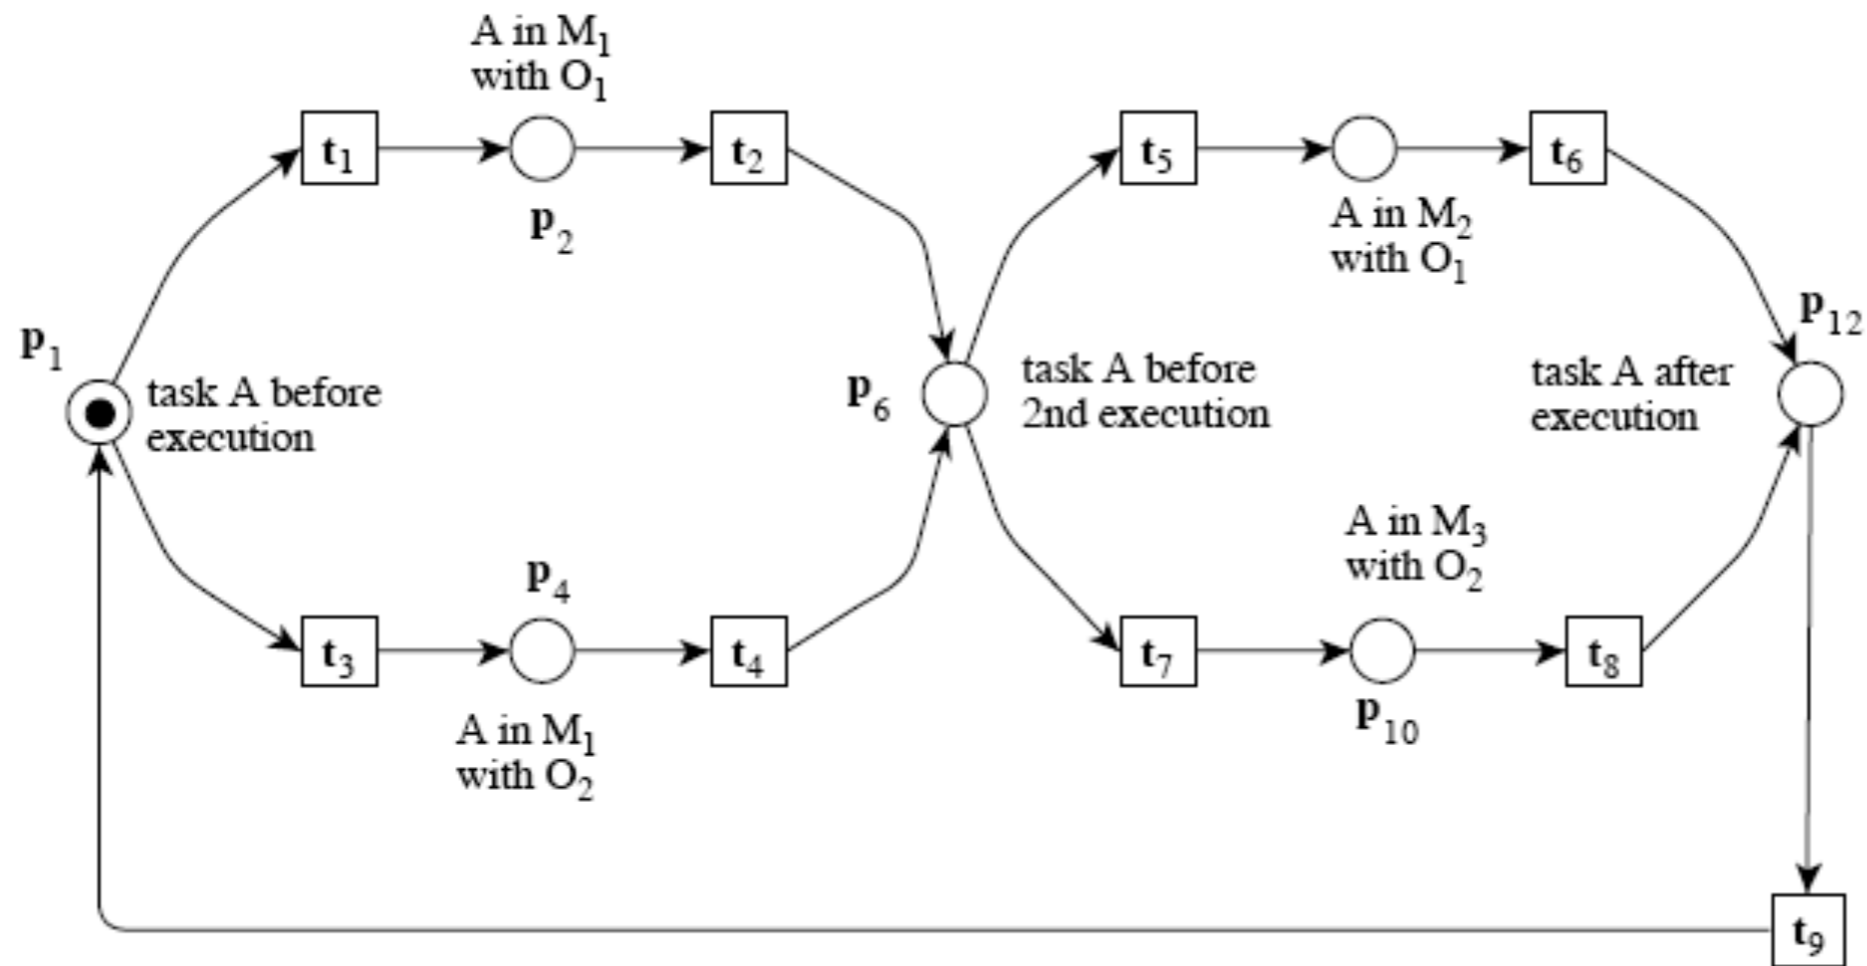 A in M1
with O1
t1
t2
t5
t6
p2
A in M2
with O1
p12
p1
task A before
execution
p6
task A before
2nd execution
task A after
execution
A in M3
with O2
p4
t3
t4
t7
t8
p10
A in M1
with O2
t9